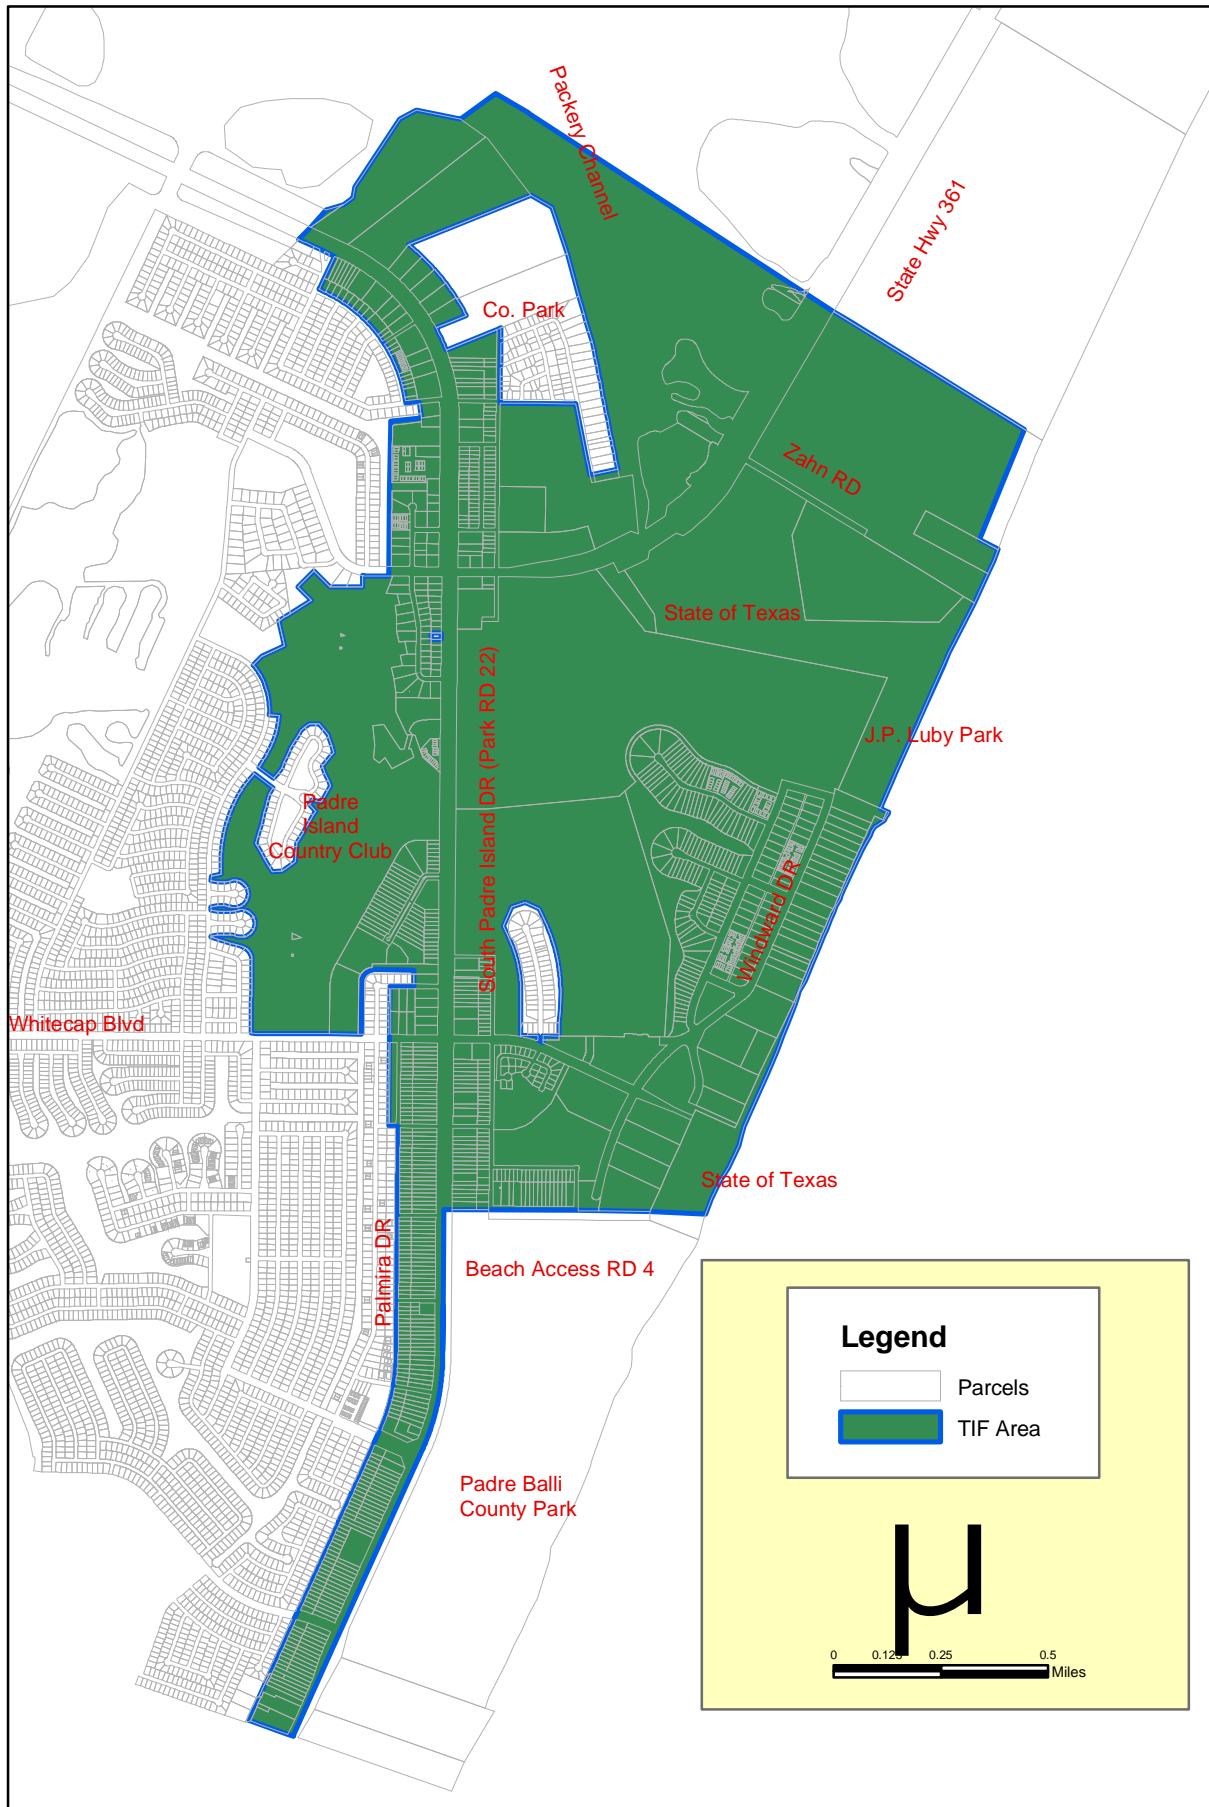 Packery Channel
State Hwy 361
Co. Park
Zahn RD
State of Texas
South Padre Island DR (Park RD 22)
J.P. Luby Park
Padre
Island
Country Club
Windward DR
Whitecap Blvd
State of Texas
Palmira DR
Beach Access RD 4
Padre Balli
County Park
Legend
Parcels
TIF Area
µ
0 0.125 0.25 0.5
Miles